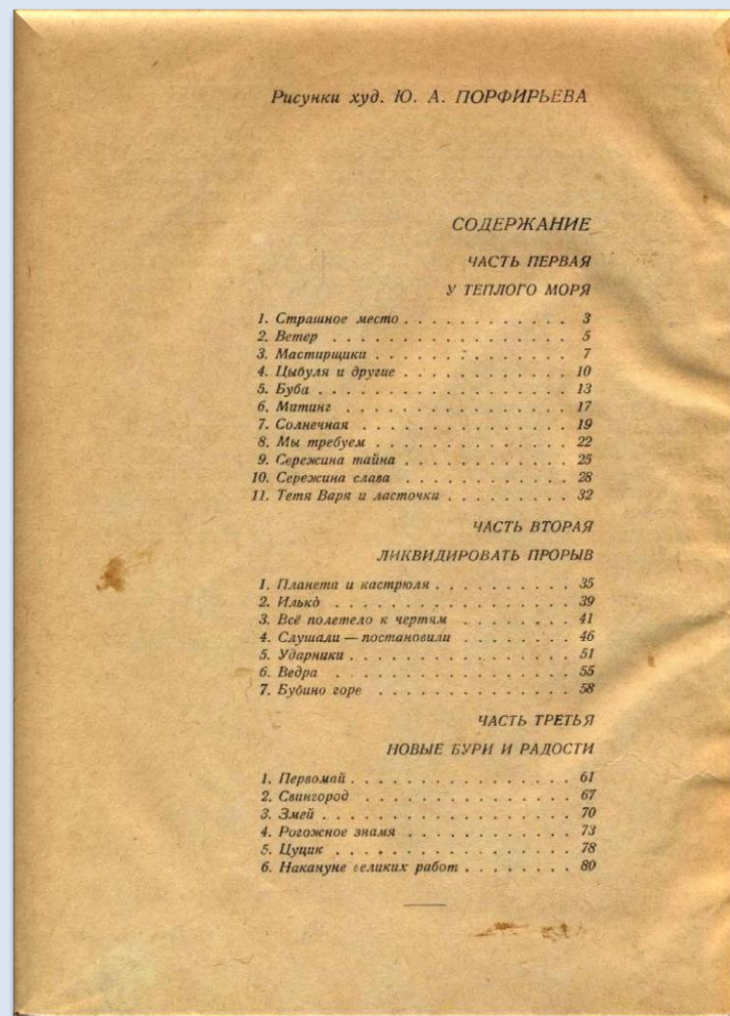 Рисунки худ. Ю. А. ПОРФИРЬЕВА
СОДЕРЖАНИЕ
ЧАСТЬ ПЕРВАЯ
У ТЕПЛОГО МОРЯ
1. Страшное место . . . . . . . . . . . . 3
2. Ветер . . . . . . . . . . . . . . . . 5
3. Мастирщики . . . . . . . . . . . . . . 7
4. Цыбуля и другие . . . . . . . . . . . . 10
5. Буба . . . . . . . . . . . . . . . . . 13
6. Митинг . . . . . . . . . . . . . . . 17
7. Солнечная . . . . . . . . . . . . . . 19
8. Мы требуем . . . . . . . . . . . . . . 22
9. Сережина тайна . . . . . . . . . . . . 25
10. Сережина слава . . . . . . . . . . . . 28
11. Тетя Варя и ласточки . . . . . . . . . 32
ЧАСТЬ ВТОРАЯ
ЛИКВИДИРОВАТЬ ПРОРЫВ
1. Планета и кастрюля . . . . . . . . . . 35
2. Илькд . . . . . . . . . . . . . . . . 39
3. Всё полетело к чертям . . . . . . . . 41
4. Слушали — постановили . . . . . . . . 46
5. Ударники . . . . . . . . . . . . . . . 51
6. Ведра . . . . . . . . . . . . . . . . 55
7. Бубино горе . . . . . . . . . . . . . 58
ЧАСТЬ ТРЕТЬЯ
НОВЫЕ БУРИ И РАДОСТИ
1. Первомай . . . . . . . . . . . . . . . 61
2. Свингород . . . . . . . . . . . . . . 67
3. Змей . . . . . . . . . . . . . . . . . 70
4. Рогожное знамя . . . . . . . . . . . . 73
5. Цуцик . . . . . . . . . . . . . . . . 78
6. Накануне великих работ . . . . . . . . 80